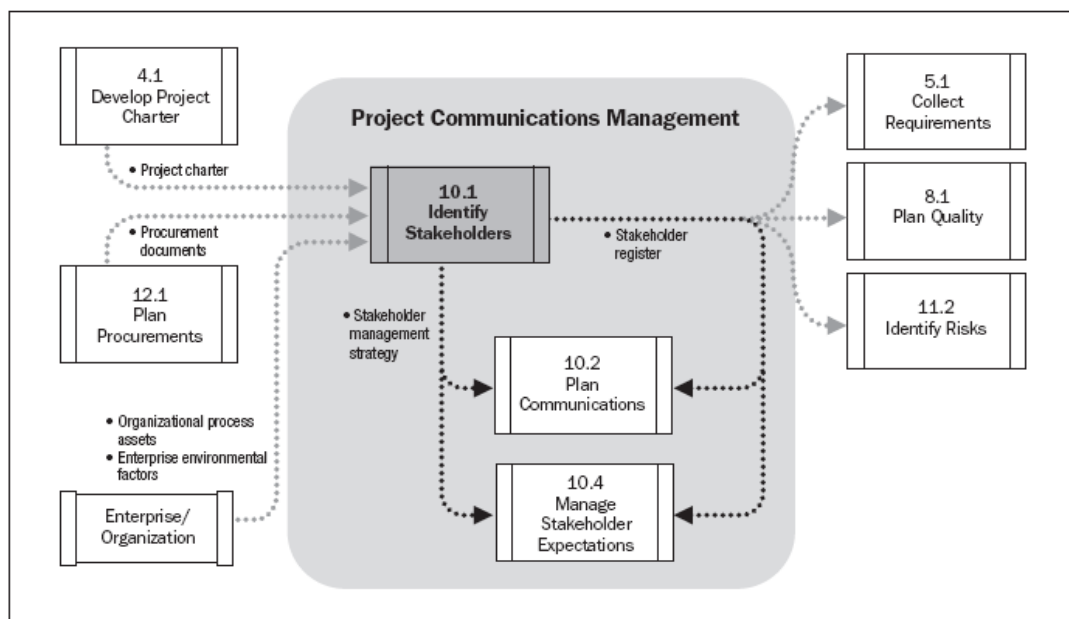 4.1
Develop Project
Charter
• Project charter
Project Communications Management
10.1
Identify
Stakeholders
• Procurement
documents
12.1
Plan
Procurements
• Organizational process
assets
• Enterprise environmental
factors
Enterprise/
Organization
• Stakeholder
management
strategy
• Stakeholder
register
10.2
Plan
Communications
10.4
Manage
Stakeholder
Expectations
5.1
Collect
Requirements
8.1
Plan Quality
11.2
Identify Risks